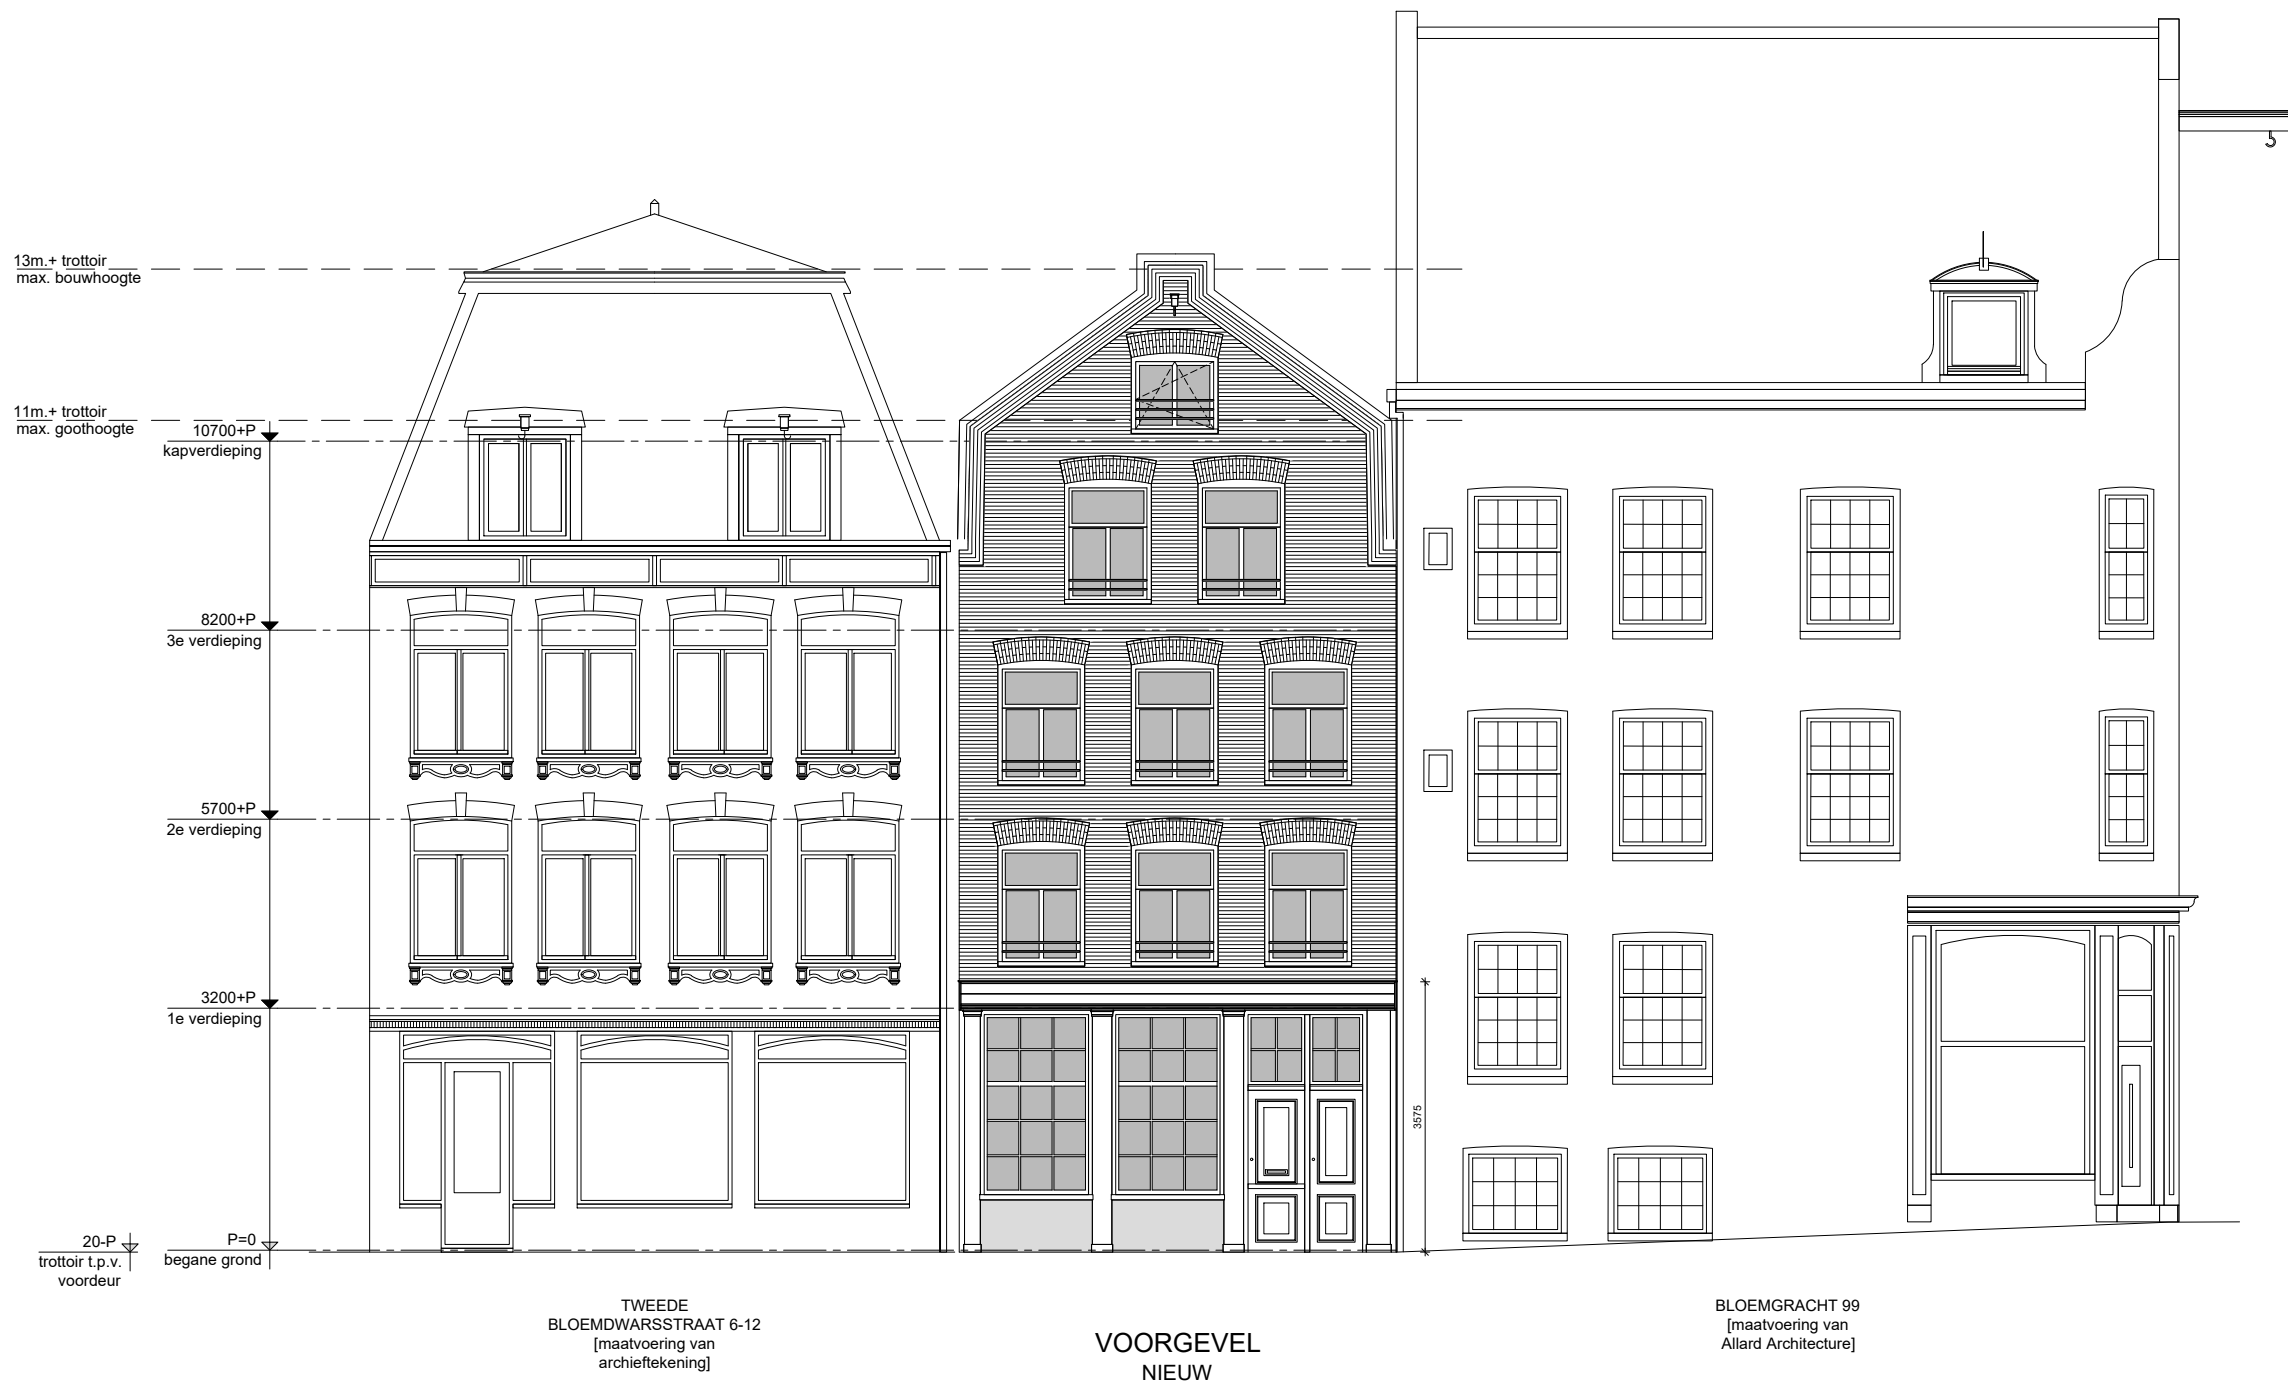 13m.+ trottoir
max. bouwhoogte
11m.+ trottoir
max. goothoogte
10700+P
kapverdieping
8200+P
3e verdieping
5700+P
2e verdieping
3200+P
1e verdieping
3575
20-P
trottoir t.p.v.
voordeur
P=0
begane grond
TWEEDE
BLOEMDWARSSTRAAT 6-12
[maatvoering van
archieftekening]
VOORGEVEL
NIEUW
BLOEMGRACHT 99
[maatvoering van
Allard Architecture]